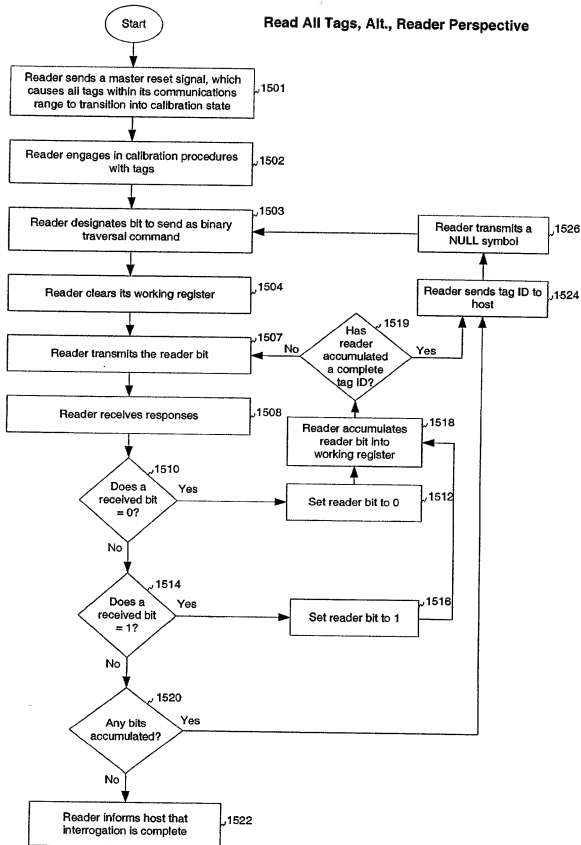 Start
Read All Tags, Alt., Reader Perspective
Reader sends a master reset signal, which
causes all tags within its communications
range to transition into calibration state
1501
Reader engages in calibration procedures
with tags
1502
Reader designates bit to send as binary
traversal command
1503
Reader transmits a
NULL symbol
1526
Reader clears its working register
1504
Reader sends tag ID to
host
1524
Reader transmits the reader bit
1507
Has
reader
accumulated
a complete
tag ID?
1519
No
Yes
Reader receives responses
1508
Reader accumulates
reader bit into
working register
1518
Does a
received bit
= 0?
1510
Yes
No
Set reader bit to 0
1512
Does a
received bit
= 1?
1514
Yes
No
Set reader bit to 1
1516
Any bits
accumulated?
1520
Yes
No
Reader informs host that
interrogation is complete
1522